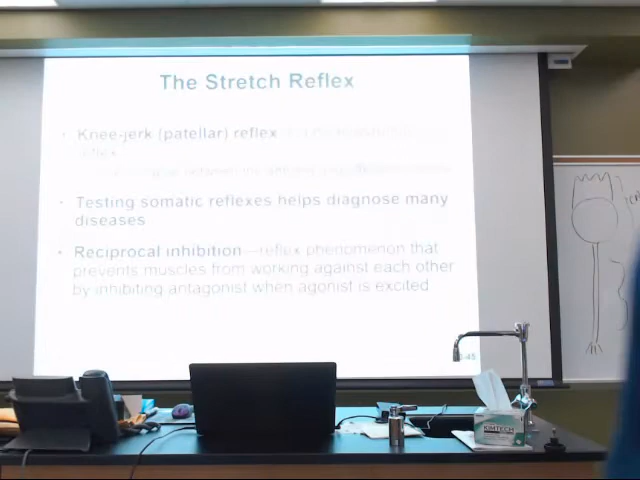 The Stretch Reflex
• Knee-jerk (patellar) reflex
reflex
• Testing somatic reflexes helps diagnose many
diseases
• Reciprocal inhibition—reflex phenomenon that
prevents muscles from working against each other
by inhibiting antagonist when agonist is excited
KIMTECH